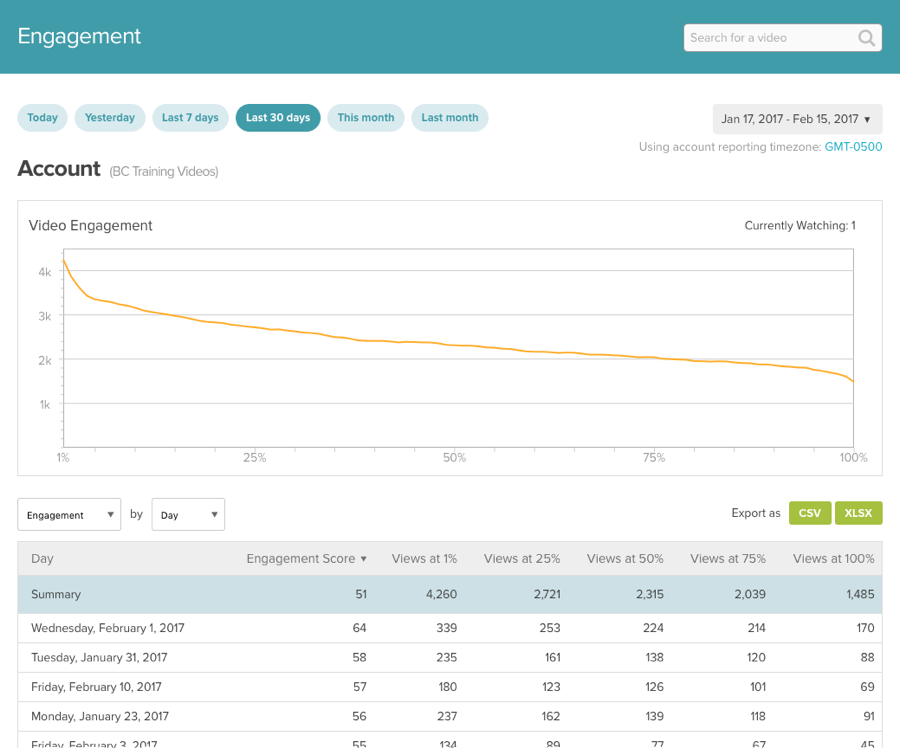 Engagement
Search for a video
Today Yesterday Last 7 days Last 30 days This month Last month
Jan 17, 2017 - Feb 15, 2017 ▼
Using account reporting timezone: GMT-0500
Account (BC Training Videos)
Video Engagement
Currently Watching: 1
4k
3k
2k
1k
1% 25% 50% 75% 100%
Engagement ▼ by Day ▼
Export as CSV XLSX
Day Engagement Score ▼ Views at 1% Views at 25% Views at 50% Views at 75% Views at 100%
Summary 51 4,260 2,721 2,315 2,039 1,485
Wednesday, February 1, 2017 64 339 253 224 214 170
Tuesday, January 31, 2017 58 235 161 138 120 88
Friday, February 10, 2017 57 180 123 126 101 69
Monday, January 23, 2017 56 237 162 139 118 91
Friday, February 3, 2017 55 134 89 77 67 45